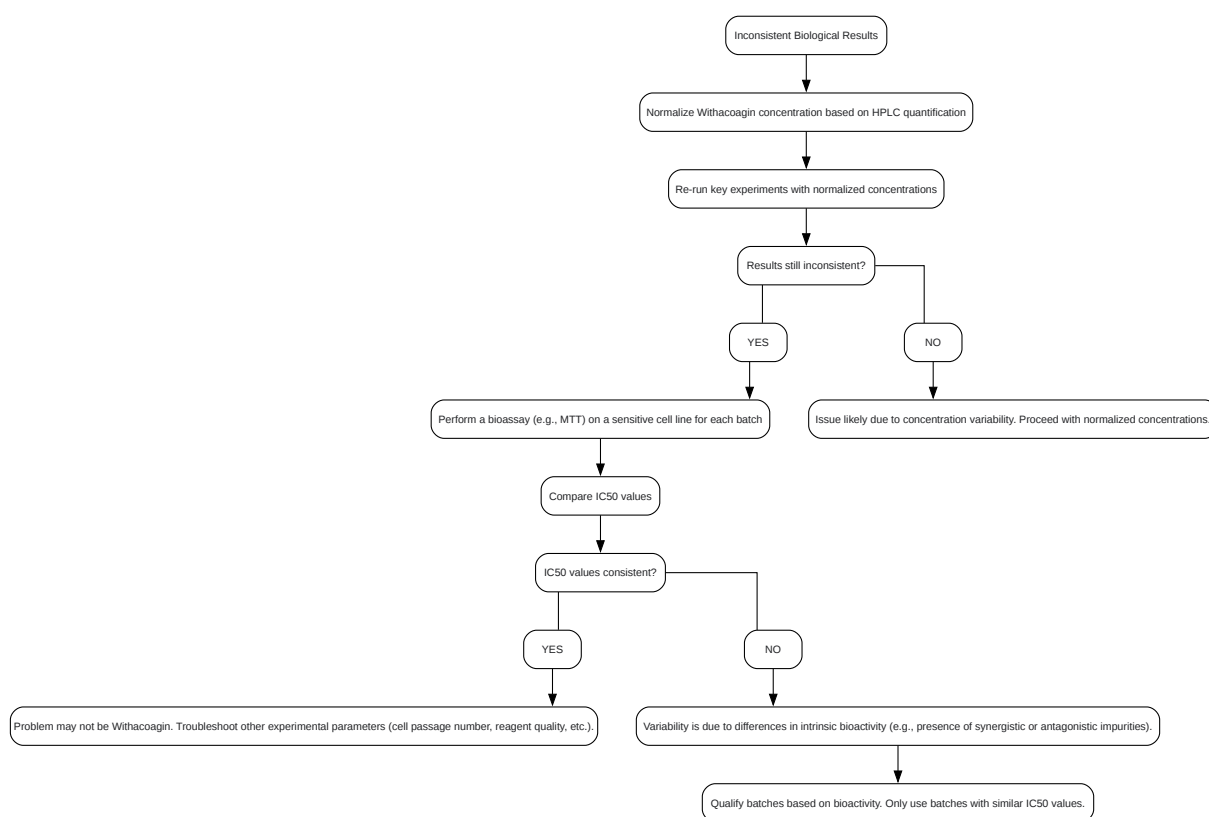 Inconsistent Biological Results
Normalize Withacoagin concentration based on HPLC quantification
Re-run key experiments with normalized concentrations
Results still inconsistent?
YES
NO
Perform a bioassay (e.g., MTT) on a sensitive cell line for each batch
Issue likely due to concentration variability. Proceed with normalized concentrations.
Compare IC50 values
IC50 values consistent?
YES
NO
Problem may not be Withacoagin. Troubleshoot other experimental parameters (cell passage number, reagent quality, etc.).
Variability is due to differences in intrinsic bioactivity (e.g., presence of synergistic or antagonistic impurities).
Qualify batches based on bioactivity. Only use batches with similar IC50 values.